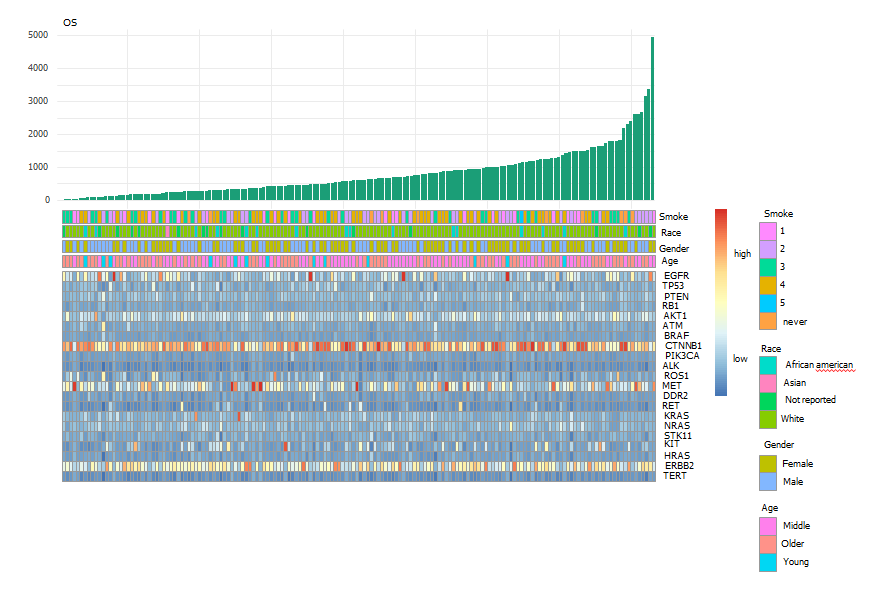 OS
5000
4000
3000
2000
1000
0
Smoke
Race
Gender
Age
EGFR
TP53
PTEN
RB1
AKT1
ATM
BRAF
CTNNB1
PIK3CA
ALK
ROS1
MET
DDR2
RET
KRAS
NRAS
STK11
KIT
HRAS
ERBB2
TERT
high
low
Smoke
1
2
3
4
5
never
Race
African american
Asian
Not reported
White
Gender
Female
Male
Age
Middle
Older
Young